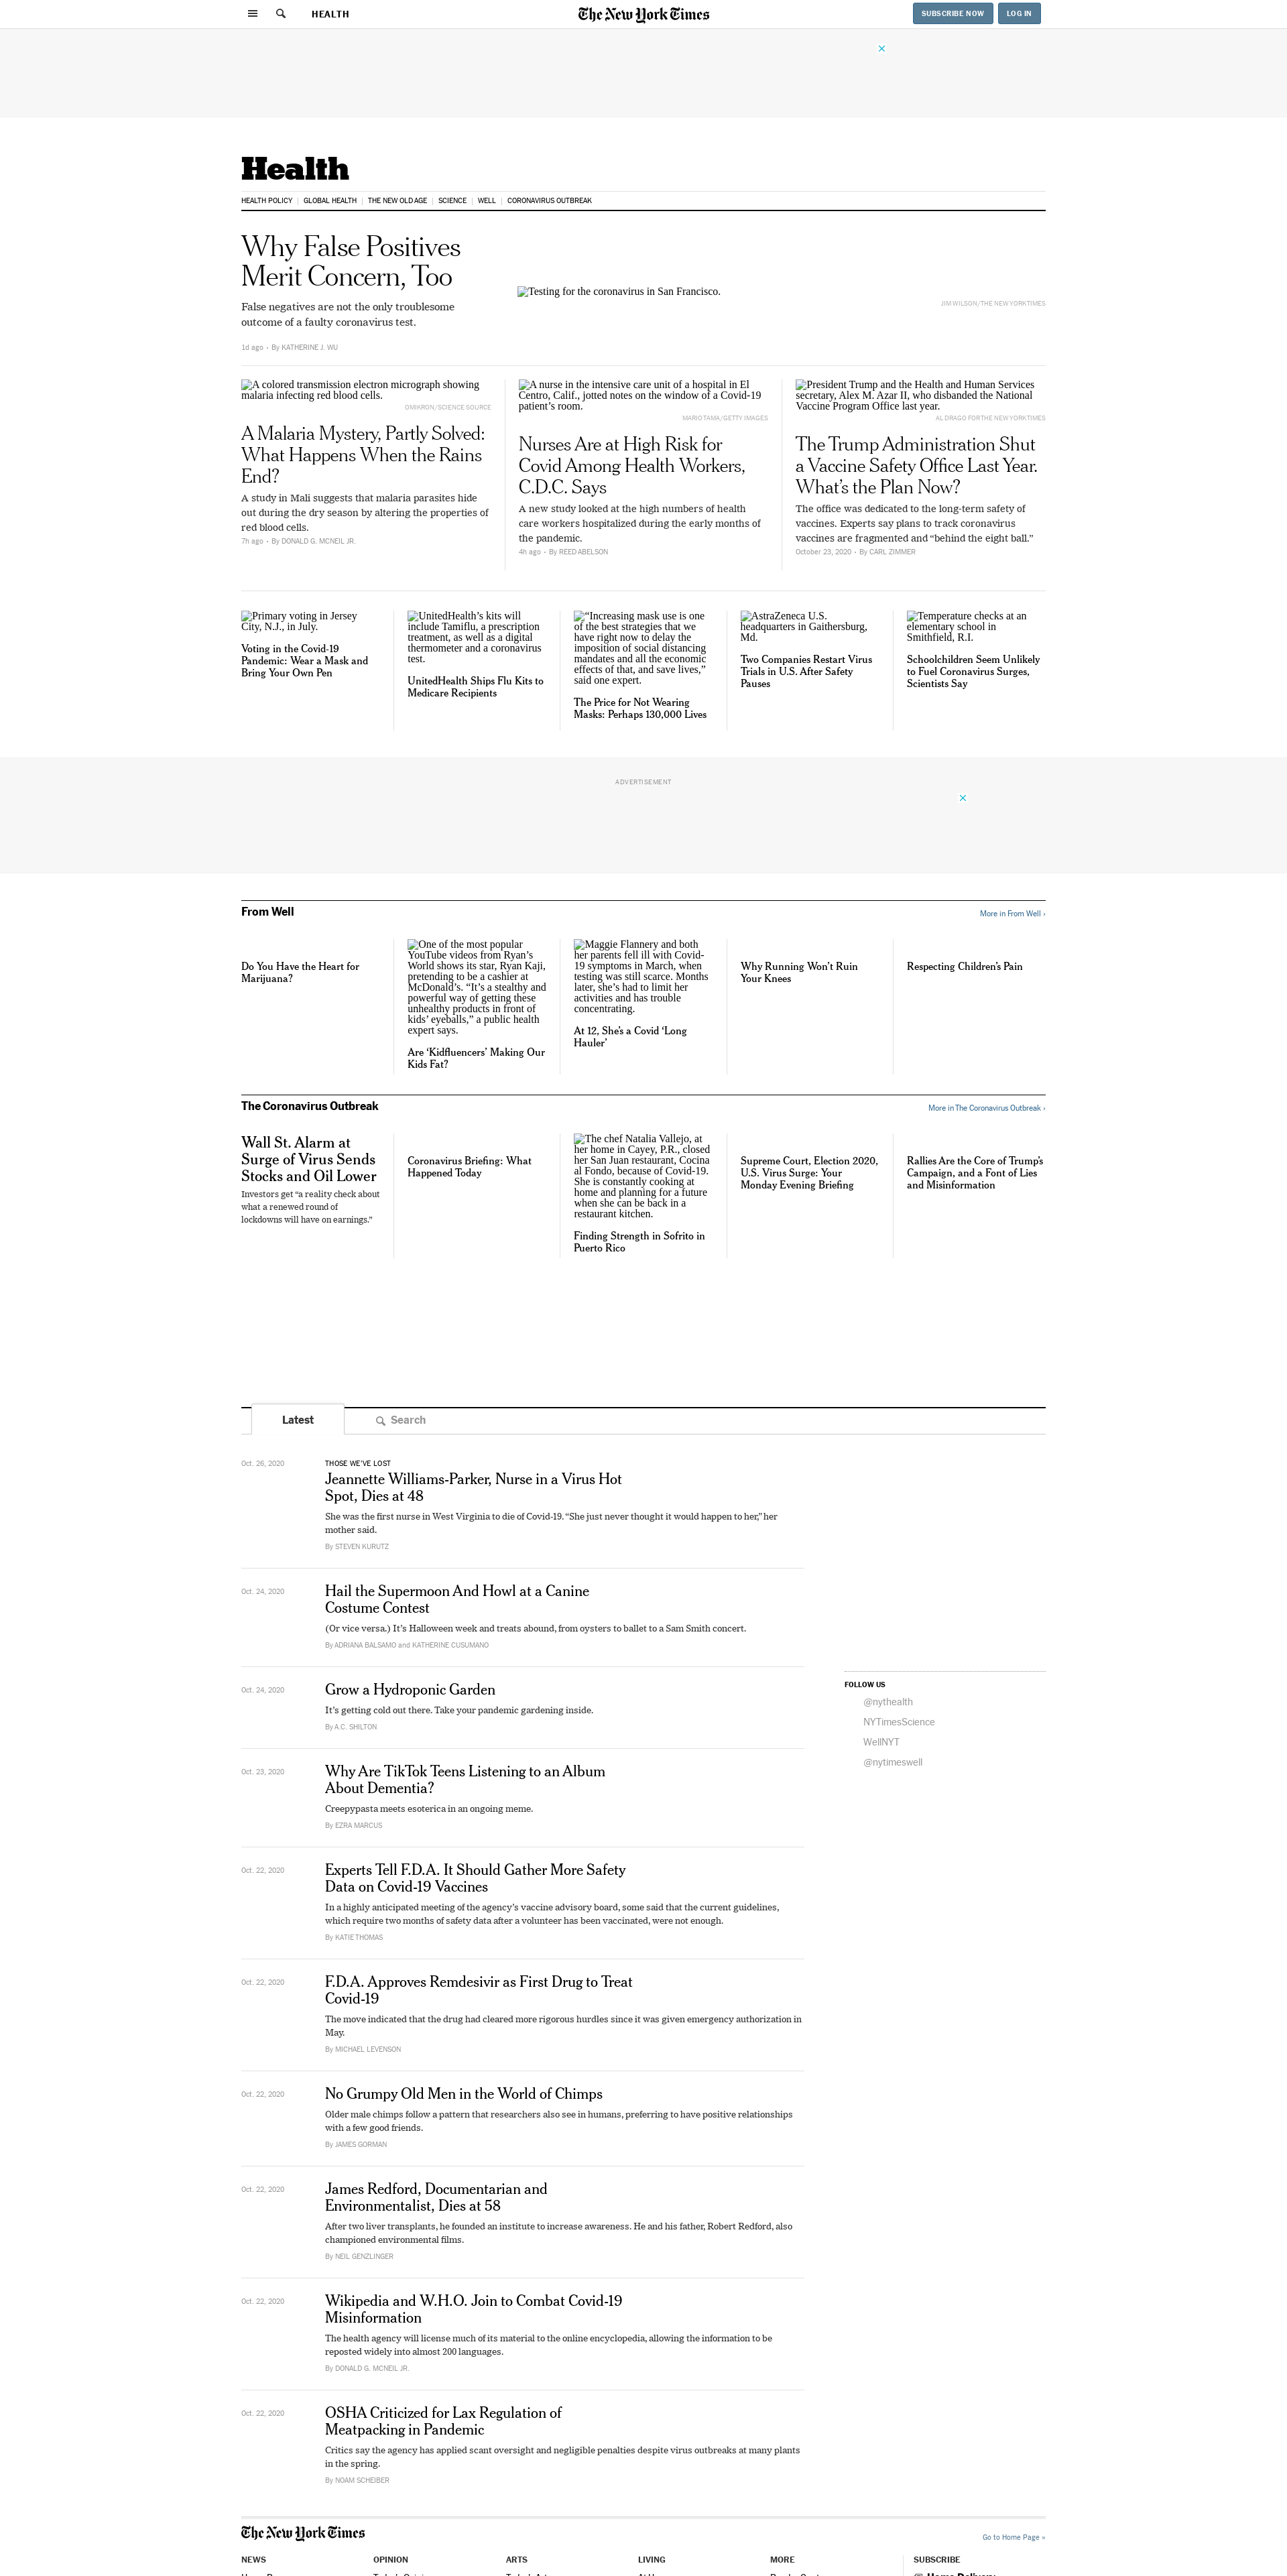 HEALTH
The New York Times
SUBSCRIBE NOW
LOG IN
Health
HEALTH POLICY
GLOBAL HEALTH
THE NEW OLD AGE
SCIENCE
WELL
CORONAVIRUS OUTBREAK
Why False Positives
Merit Concern, Too
False negatives are not the only troublesome
outcome of a faulty coronavirus test.
1d ago • By KATHERINE J. WU
Testing for the coronavirus in San Francisco.
JIM WILSON/THE NEW YORK TIMES
A colored transmission electron micrograph showing
malaria infecting red blood cells.
OMIKRON/SCIENCE SOURCE
A Malaria Mystery, Partly Solved:
What Happens When the Rains
End?
A study in Mali suggests that malaria parasites hide
out during the dry season by altering the properties of
red blood cells.
7h ago • By DONALD G. MCNEIL JR.
A nurse in the intensive care unit of a hospital in El
Centro, Calif., jotted notes on the window of a Covid-19
patient’s room.
MARIO TAMA/GETTY IMAGES
Nurses Are at High Risk for
Covid Among Health Workers,
C.D.C. Says
A new study looked at the high numbers of health
care workers hospitalized during the early months of
the pandemic.
4h ago • By REED ABELSON
President Trump and the Health and Human Services
secretary, Alex M. Azar II, who disbanded the National
Vaccine Program Office last year.
AL DRAGO FOR THE NEW YORK TIMES
The Trump Administration Shut
a Vaccine Safety Office Last Year.
What’s the Plan Now?
The office was dedicated to the long-term safety of
vaccines. Experts say plans to track coronavirus
vaccines are fragmented and “behind the eight ball.”
October 23, 2020 • By CARL ZIMMER
Primary voting in Jersey
City, N.J., in July.
Voting in the Covid-19
Pandemic: Wear a Mask and
Bring Your Own Pen
UnitedHealth’s kits will
include Tamiflu, a prescription
treatment, as well as a digital
thermometer and a coronavirus
test.
UnitedHealth Ships Flu Kits to
Medicare Recipients
“Increasing mask use is one
of the best strategies that we
have right now to delay the
imposition of social distancing
mandates and all the economic
effects of that, and save lives,”
said one expert.
The Price for Not Wearing
Masks: Perhaps 130,000 Lives
AstraZeneca U.S.
headquarters in Gaithersburg,
Md.
Two Companies Restart Virus
Trials in U.S. After Safety
Pauses
Temperature checks at an
elementary school in
Smithfield, R.I.
Schoolchildren Seem Unlikely
to Fuel Coronavirus Surges,
Scientists Say
ADVERTISEMENT
From Well
More in From Well ›
Do You Have the Heart for
Marijuana?
One of the most popular
YouTube videos from Ryan’s
World shows its star, Ryan Kaji,
pretending to be a cashier at
McDonald’s. “It’s a stealthy and
powerful way of getting these
unhealthy products in front of
kids’ eyeballs,” a public health
expert says.
Are ‘Kidfluencers’ Making Our
Kids Fat?
Maggie Flannery and both
her parents fell ill with Covid-
19 symptoms in March, when
testing was still scarce. Months
later, she’s had to limit her
activities and has trouble
concentrating.
At 12, She’s a Covid ‘Long
Hauler’
Why Running Won’t Ruin
Your Knees
Respecting Children’s Pain
The Coronavirus Outbreak
More in The Coronavirus Outbreak ›
Wall St. Alarm at
Surge of Virus Sends
Stocks and Oil Lower
Investors get “a reality check about
what a renewed round of
lockdowns will have on earnings.”
Coronavirus Briefing: What
Happened Today
The chef Natalia Vallejo, at
her home in Cayey, P.R., closed
her San Juan restaurant, Cocina
al Fondo, because of Covid-19.
She is constantly cooking at
home and planning for a future
when she can be back in a
restaurant kitchen.
Finding Strength in Sofrito in
Puerto Rico
Supreme Court, Election 2020,
U.S. Virus Surge: Your
Monday Evening Briefing
Rallies Are the Core of Trump’s
Campaign, and a Font of Lies
and Misinformation
Latest
Search
Oct. 26, 2020
THOSE WE’VE LOST
Jeannette Williams-Parker, Nurse in a Virus Hot
Spot, Dies at 48
She was the first nurse in West Virginia to die of Covid-19. “She just never thought it would happen to her,” her
mother said.
By STEVEN KURUTZ
Oct. 24, 2020
Hail the Supermoon And Howl at a Canine
Costume Contest
(Or vice versa.) It’s Halloween week and treats abound, from oysters to ballet to a Sam Smith concert.
By ADRIANA BALSAMO and KATHERINE CUSUMANO
Oct. 24, 2020
Grow a Hydroponic Garden
It’s getting cold out there. Take your pandemic gardening inside.
By A.C. SHILTON
Oct. 23, 2020
Why Are TikTok Teens Listening to an Album
About Dementia?
Creepypasta meets esoterica in an ongoing meme.
By EZRA MARCUS
Oct. 22, 2020
Experts Tell F.D.A. It Should Gather More Safety
Data on Covid-19 Vaccines
In a highly anticipated meeting of the agency’s vaccine advisory board, some said that the current guidelines,
which require two months of safety data after a volunteer has been vaccinated, were not enough.
By KATIE THOMAS
Oct. 22, 2020
F.D.A. Approves Remdesivir as First Drug to Treat
Covid-19
The move indicated that the drug had cleared more rigorous hurdles since it was given emergency authorization in
May.
By MICHAEL LEVENSON
Oct. 22, 2020
No Grumpy Old Men in the World of Chimps
Older male chimps follow a pattern that researchers also see in humans, preferring to have positive relationships
with a few good friends.
By JAMES GORMAN
Oct. 22, 2020
James Redford, Documentarian and
Environmentalist, Dies at 58
After two liver transplants, he founded an institute to increase awareness. He and his father, Robert Redford, also
championed environmental films.
By NEIL GENZLINGER
Oct. 22, 2020
Wikipedia and W.H.O. Join to Combat Covid-19
Misinformation
The health agency will license much of its material to the online encyclopedia, allowing the information to be
reposted widely into almost 200 languages.
By DONALD G. MCNEIL JR.
Oct. 22, 2020
OSHA Criticized for Lax Regulation of
Meatpacking in Pandemic
Critics say the agency has applied scant oversight and negligible penalties despite virus outbreaks at many plants
in the spring.
By NOAM SCHEIBER
FOLLOW US
@nythealth
NYTimesScience
WellNYT
@nytimeswell
The New York Times
Go to Home Page »
NEWS
OPINION
ARTS
LIVING
MORE
SUBSCRIBE